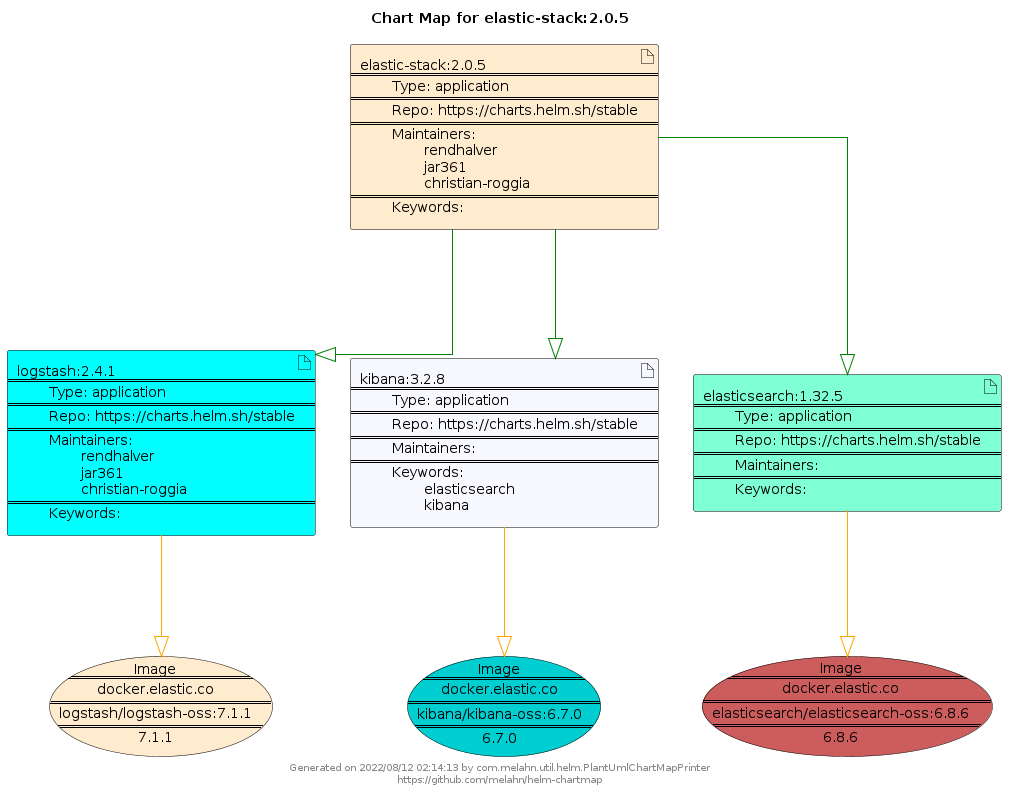 Chart Map for elastic-stack:2.0.5
elastic-stack:2.0.5
Type: application
Repo: https://charts.helm.sh/stable
Maintainers:
rendhalver
jar361
christian-roggia
Keywords:
logstash:2.4.1
Type: application
Repo: https://charts.helm.sh/stable
Maintainers:
rendhalver
jar361
christian-roggia
Keywords:
kibana:3.2.8
Type: application
Repo: https://charts.helm.sh/stable
Maintainers:
Keywords:
elasticsearch
kibana
elasticsearch:1.32.5
Type: application
Repo: https://charts.helm.sh/stable
Maintainers:
Keywords:
Image
docker.elastic.co
logstash/logstash-oss:7.1.1
7.1.1
Image
docker.elastic.co
kibana/kibana-oss:6.7.0
6.7.0
Image
docker.elastic.co
elasticsearch/elasticsearch-oss:6.8.6
6.8.6
Generated on 2022/08/12 02:14:13 by com.melahn.util.helm.PlantUmlChartMapPrinter
https://github.com/melahn/helm-chartmap